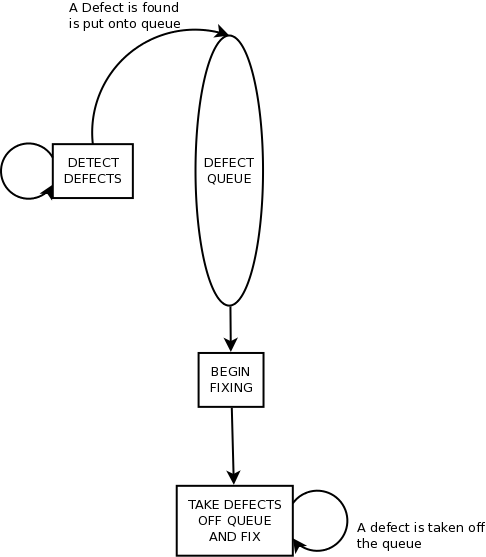 A Defect is found
is put onto queue
DETECT
DEFECTS
DEFECT
QUEUE
BEGIN
FIXING
TAKE DEFECTS
OFF QUEUE
AND FIX
A defect is taken off
the queue